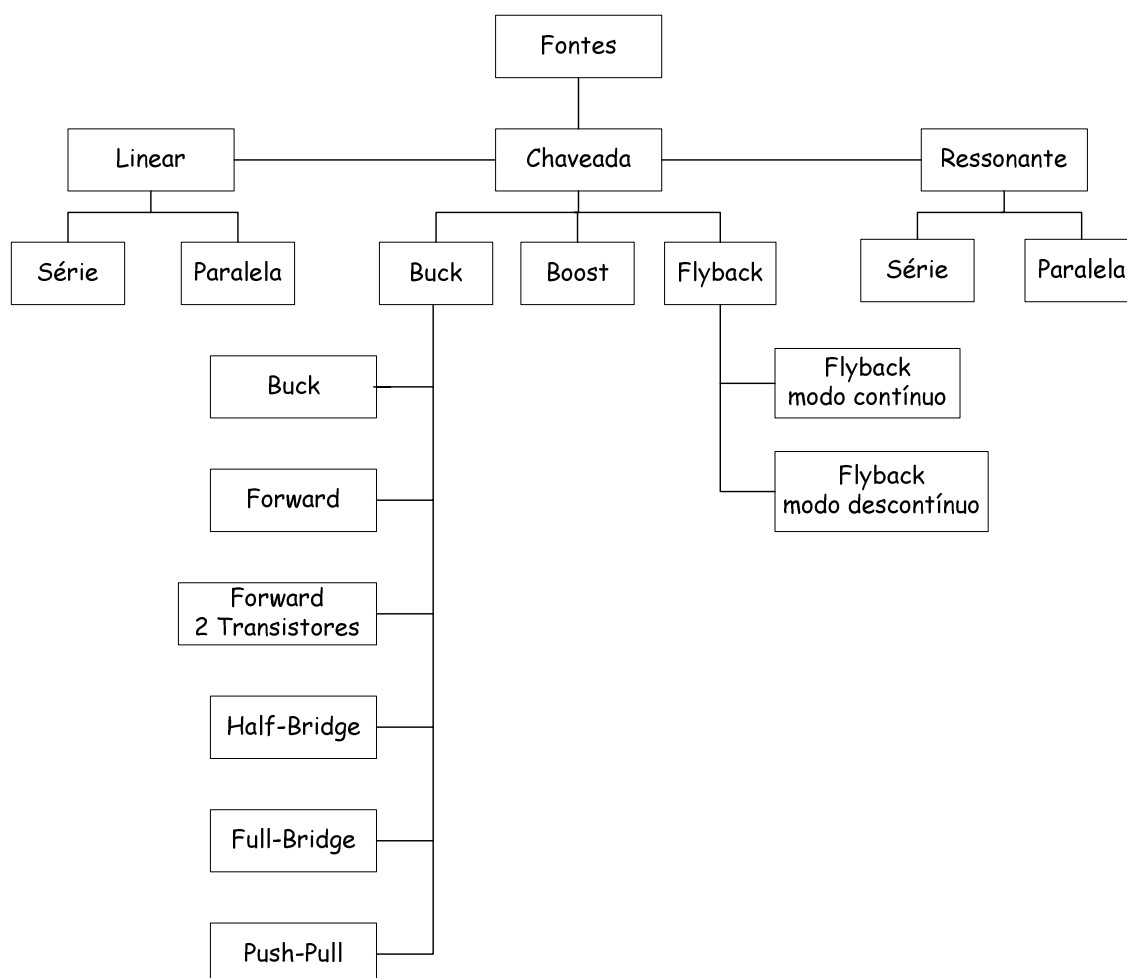 Fontes
Linear
Chaveada
Ressonante
Série
Paralela
Buck
Boost
Flyback
Série
Paralela
Buck
Flyback
modo contínuo
Forward
Flyback
modo descontínuo
Forward
2 Transistores
Half-Bridge
Full-Bridge
Push-Pull